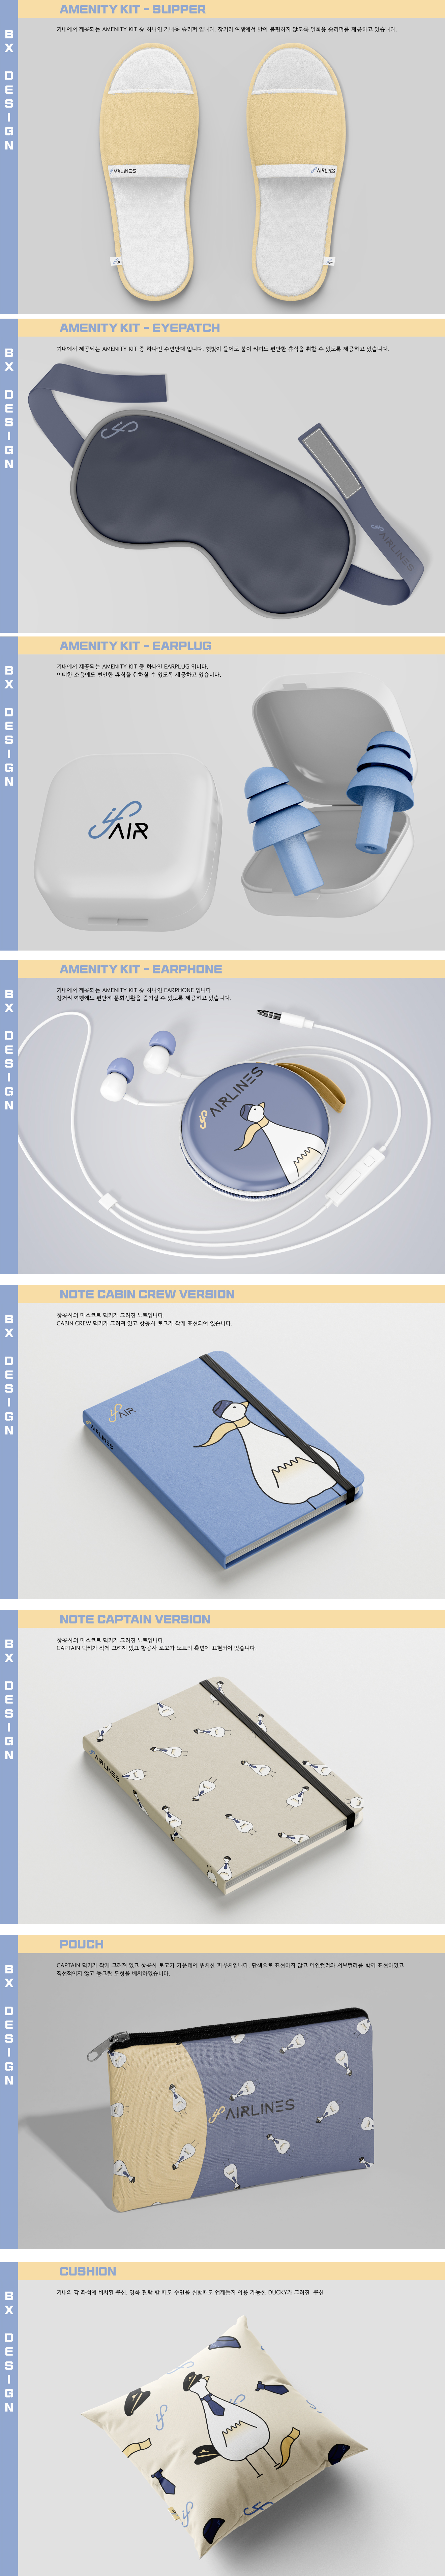 AMENITY KIT - SLIPPER
BX DESIGN
기내에서 제공되는 AMENITY KIT 중 하나인 기내용 슬리퍼 입니다. 장거리 여행에서 발이 불편하지 않도록 일회용 슬리퍼를 제공하고 있습니다.
AIRLINES
AIRLINES
AMENITY KIT - EYEPATCH
BX DESIGN
기내에서 제공되는 AMENITY KIT 중 하나인 수면안대 입니다. 햇빛이 들어도 불이 켜져도 편안한 휴식을 취할 수 있도록 제공하고 있습니다.
AIRLINES
AMENITY KIT - EARPLUG
BX DESIGN
기내에서 제공되는 AMENITY KIT 중 하나인 EARPLUG 입니다.
어떠한 소음에도 편안한 휴식을 취하실 수 있도록 제공하고 있습니다.
AIR
AMENITY KIT - EARPHONE
BX DESIGN
기내에서 제공되는 AMENITY KIT 중 하나인 EARPHONE 입니다.
장거리 여행에도 편안히 문화생활을 즐기실 수 있도록 제공하고 있습니다.
AIRLINES
NOTE CABIN CREW VERSION
BX DESIGN
항공사의 마스코트 덕키가 그려진 노트입니다.
CABIN CREW 덕키가 그려져 있고 항공사 로고가 작게 표현되어 있습니다.
AIR
AIRLINES
NOTE CAPTAIN VERSION
BX DESIGN
항공사의 마스코트 덕키가 그려진 노트입니다.
CAPTAIN 덕키가 작게 그려져 있고 항공사 로고가 노트의 측면에 표현되어 있습니다.
AIRLINES
POUCH
BX DESIGN
CAPTAIN 덕키가 작게 그려져 있고 항공사 로고가 가운데에 위치한 파우치입니다. 단색으로 표현하지 않고 메인컬러와 서브컬러를 함께 표현하였고
직선적이지 않고 둥그런 도형을 배치하였습니다.
AIRLINES
CUSHION
BX DESIGN
기내의 각 좌석에 비치된 쿠션, 영화 관람 할 때도 수면을 취할때도 언제든지 이용 가능한 DUCKY가 그려진 쿠션